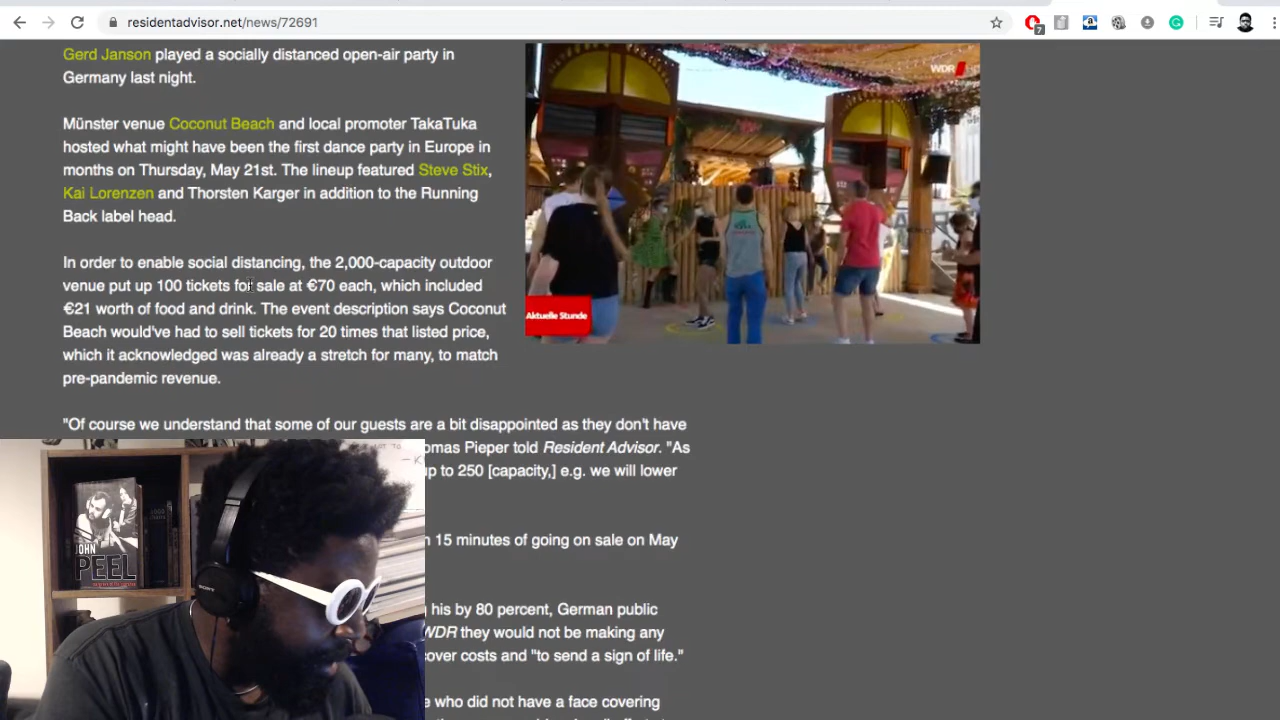 residentadvisor.net/news/72691
7
Gerd Janson played a socially distanced open-air party in
Germany last night.
Münster venue Coconut Beach and local promoter TakaTuka
hosted what might have been the first dance party in Europe in
months on Thursday, May 21st. The lineup featured Steve Stix,
Kai Lorenzen and Thorsten Karger in addition to the Running
Back label head.
In order to enable social distancing, the 2,000-capacity outdoor
venue put up 100 tickets for sale at €70 each, which included
€21 worth of food and drink. The event description says Coconut
Beach would've had to sell tickets for 20 times that listed price,
which it acknowledged was already a stretch for many, to match
pre-pandemic revenue.
WDR
Aktuelle Stunde
"Of course we understand that some of our guests are a bit disappointed as they don't have
omas Pieper told Resident Advisor. "As
up to 250 [capacity,] e.g. we will lower
15 minutes of going on sale on May
his by 80 percent, German public
WDR they would not be making any
cover costs and "to send a sign of life."
who did not have a face covering
JOHN
PEEL
SONY